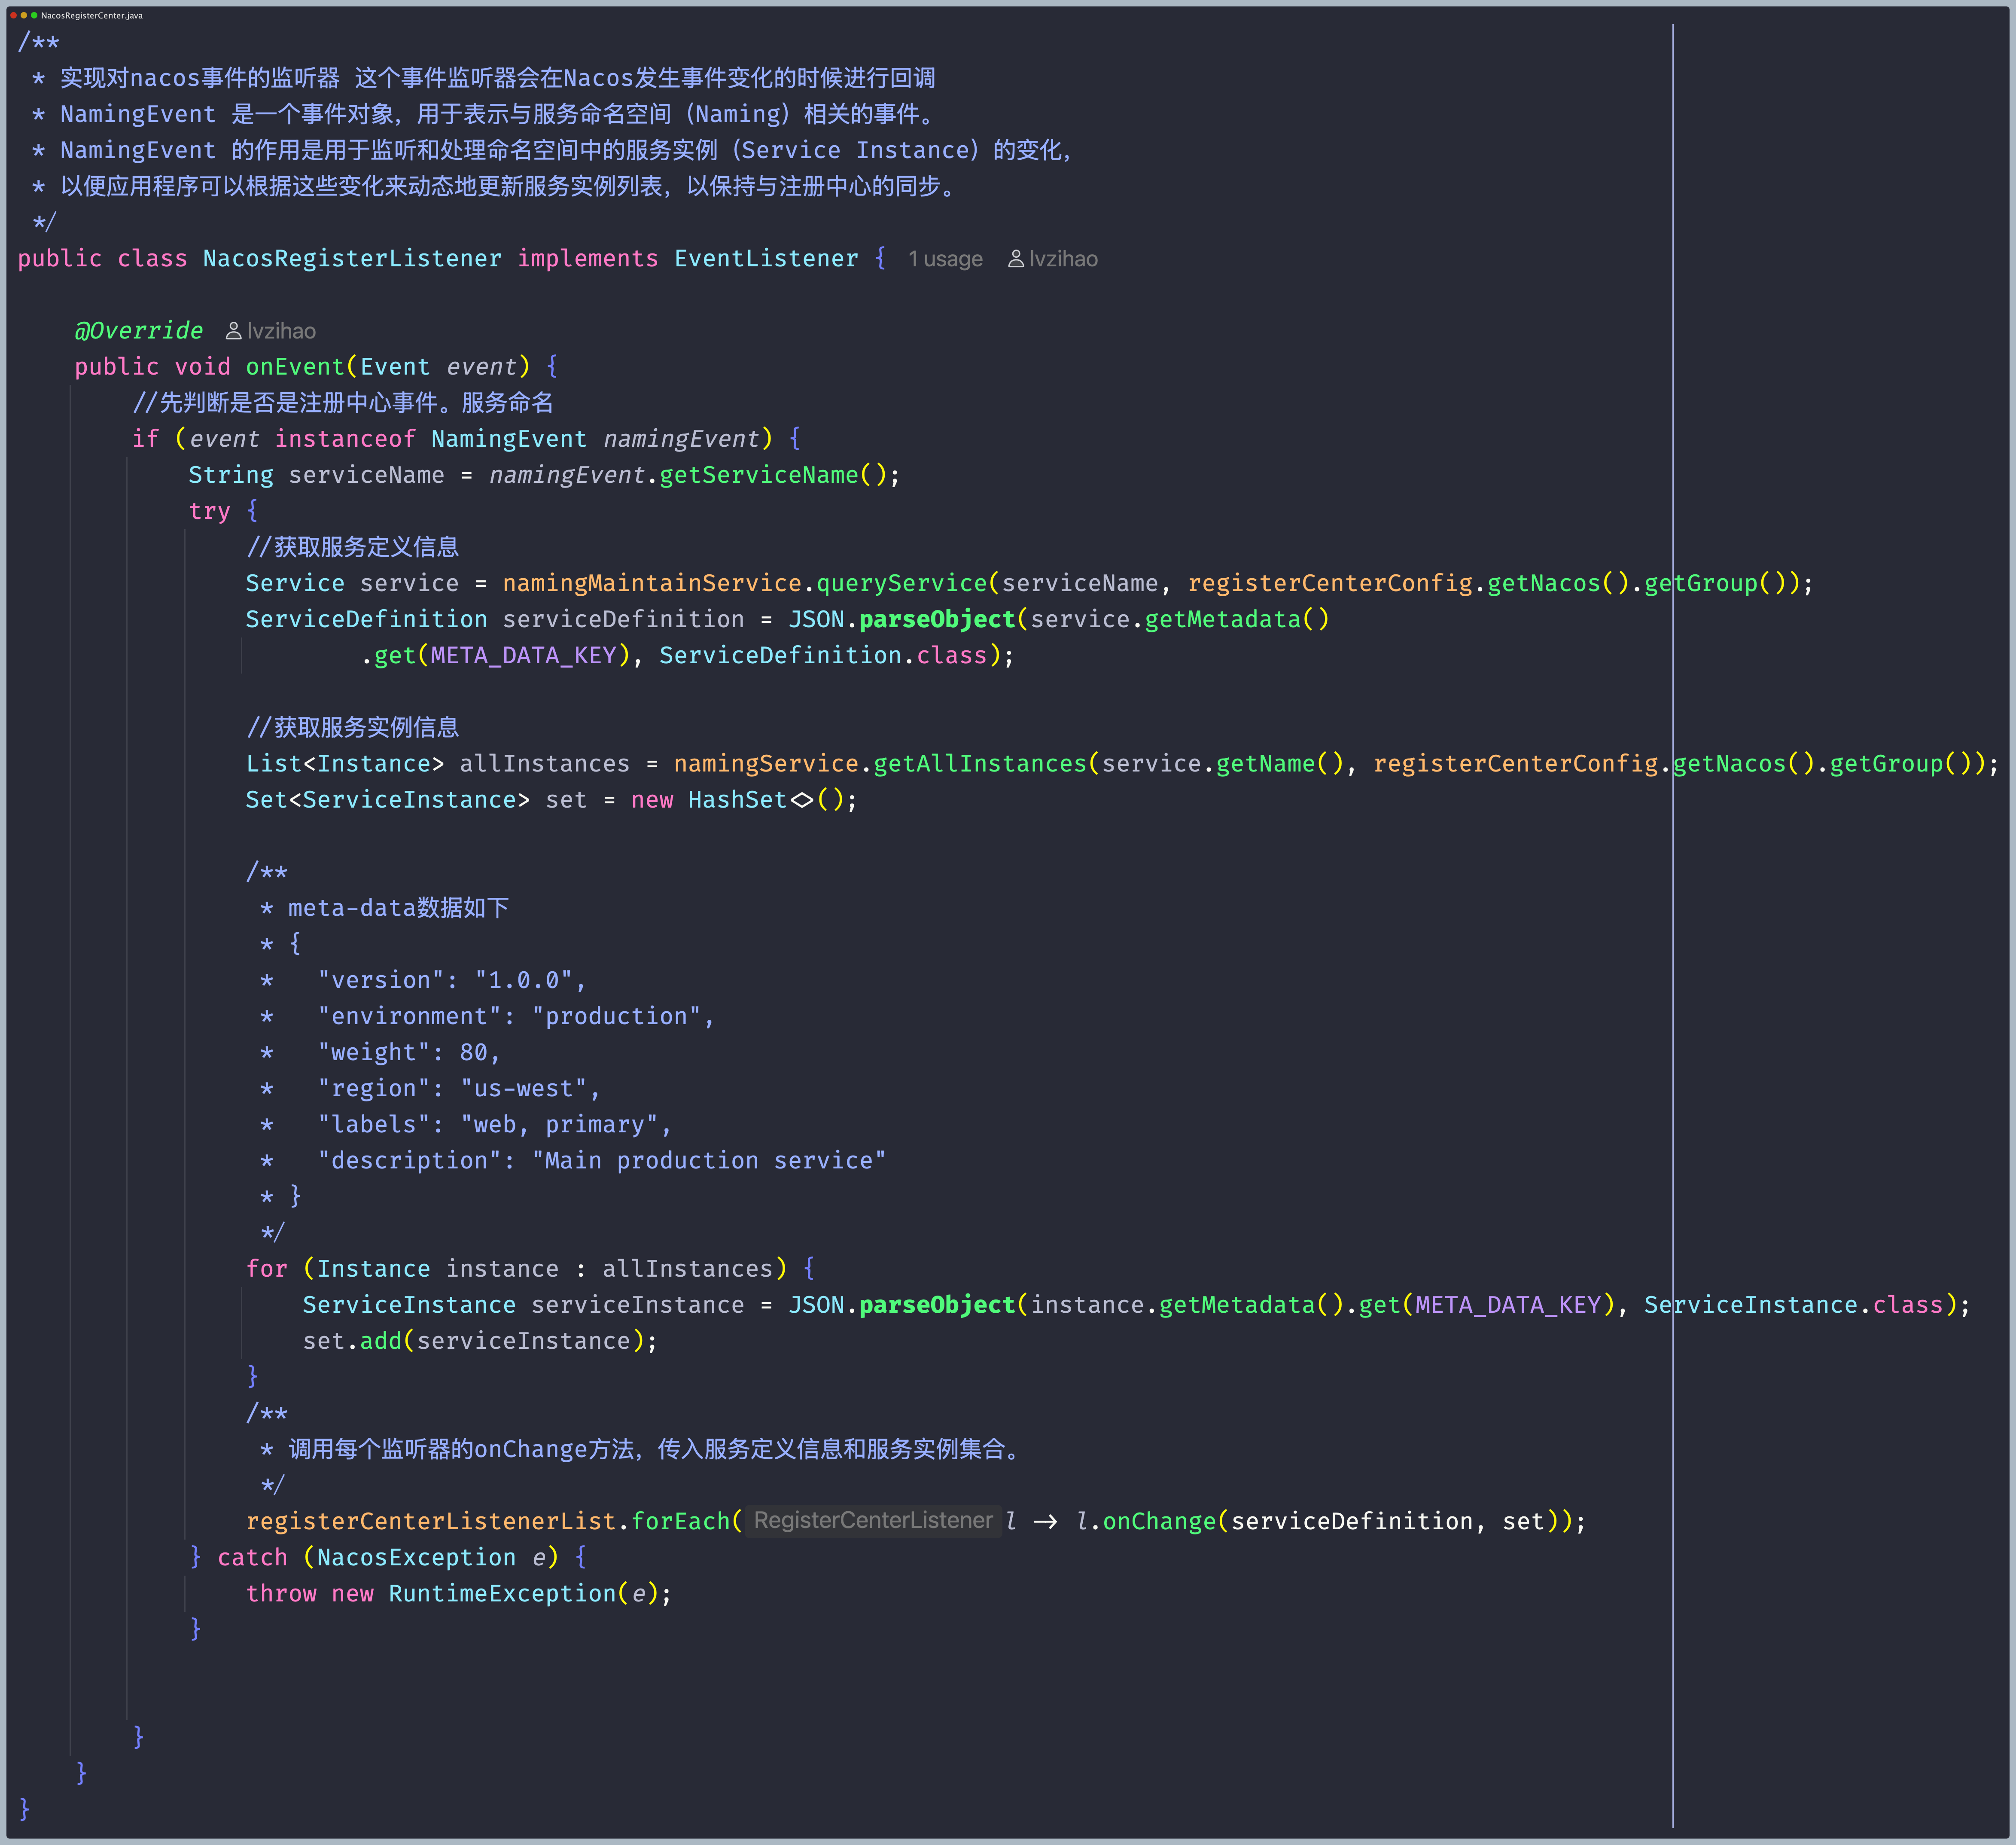 NacosRegisterCenter.java
/**
 * 实现对nacos事件的监听器 这个事件监听器会在Nacos发生事件变化的时候进行回调
 * NamingEvent 是一个事件对象，用于表示与服务命名空间（Naming）相关的事件。
 * NamingEvent 的作用是用于监听和处理命名空间中的服务实例（Service Instance）的变化，
 * 以便应用程序可以根据这些变化来动态地更新服务实例列表，以保持与注册中心的同步。
 */
public class NacosRegisterListener implements EventListener { 1 usage lvzihao
    @Override lvzihao
    public void onEvent(Event event) {
        //先判断是否是注册中心事件。服务命名
        if (event instanceof NamingEvent namingEvent) {
            String serviceName = namingEvent.getServiceName();
            try {
                //获取服务定义信息
                Service service = namingMaintainService.queryService(serviceName, registerCenterConfig.getNacos().getGroup());
                ServiceDefinition serviceDefinition = JSON.parseObject(service.getMetadata()
                        .get(META_DATA_KEY), ServiceDefinition.class);
                //获取服务实例信息
                List<Instance> allInstances = namingService.getAllInstances(service.getName(), registerCenterConfig.getNacos().getGroup());
                Set<ServiceInstance> set = new HashSet<>();
                /**
                 * meta-data数据如下
                 * {
                 *   "version": "1.0.0",
                 *   "environment": "production",
                 *   "weight": 80,
                 *   "region": "us-west",
                 *   "labels": "web, primary",
                 *   "description": "Main production service"
                 * }
                 */
                for (Instance instance : allInstances) {
                    ServiceInstance serviceInstance = JSON.parseObject(instance.getMetadata().get(META_DATA_KEY), ServiceInstance.class);
                    set.add(serviceInstance);
                }
                /**
                 * 调用每个监听器的onChange方法，传入服务定义信息和服务实例集合。
                 */
                registerCenterListenerList.forEach( RegisterCenterListener l -> l.onChange(serviceDefinition, set));
            } catch (NacosException e) {
                throw new RuntimeException(e);
            }
        }
    }
}